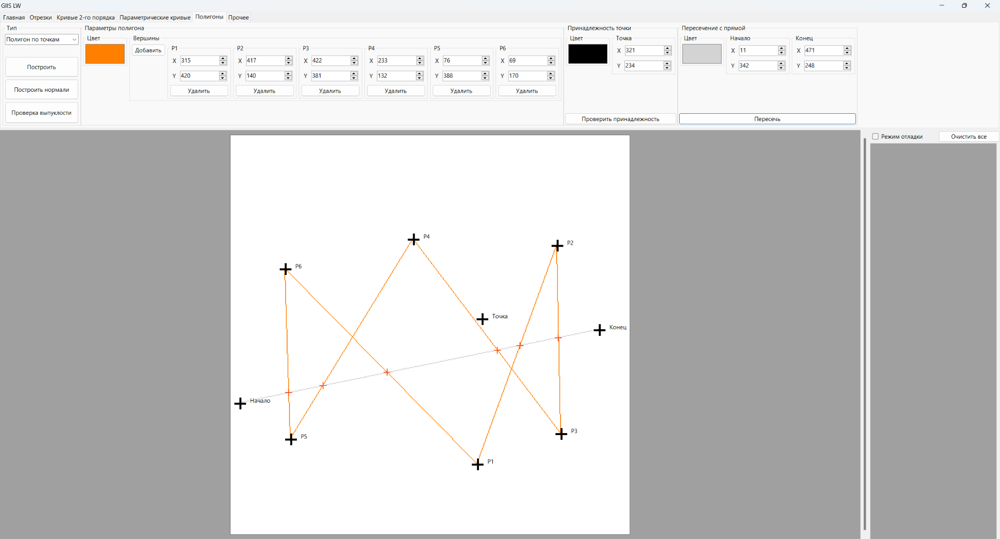 GIIS LW
Главная Отрезки Кривые 2-го порядка Параметрические кривые Полигоны Прочее
Тип Параметры полигона Принадлежность точки Пересечение с прямой
Полигон по точкам Цвет Вершины Цвет Точка Цвет Начало Конец
Добавить P1 P2 P3 P4 P5 P6
X 321 X 11 X 471
X 315 X 417 X 422 X 233 X 76 X 69
Построить Y 234 Y 342 Y 248
Y 420 Y 140 Y 381 Y 132 Y 388 Y 170
Построить нормали Удалить Удалить Удалить Удалить Удалить Удалить
Проверка выпуклости
Проверить принадлежность Пересечь
Режим отладки Очистить все
P4
P2
P6
Точка
Конец
Начало
P3
P5
P1